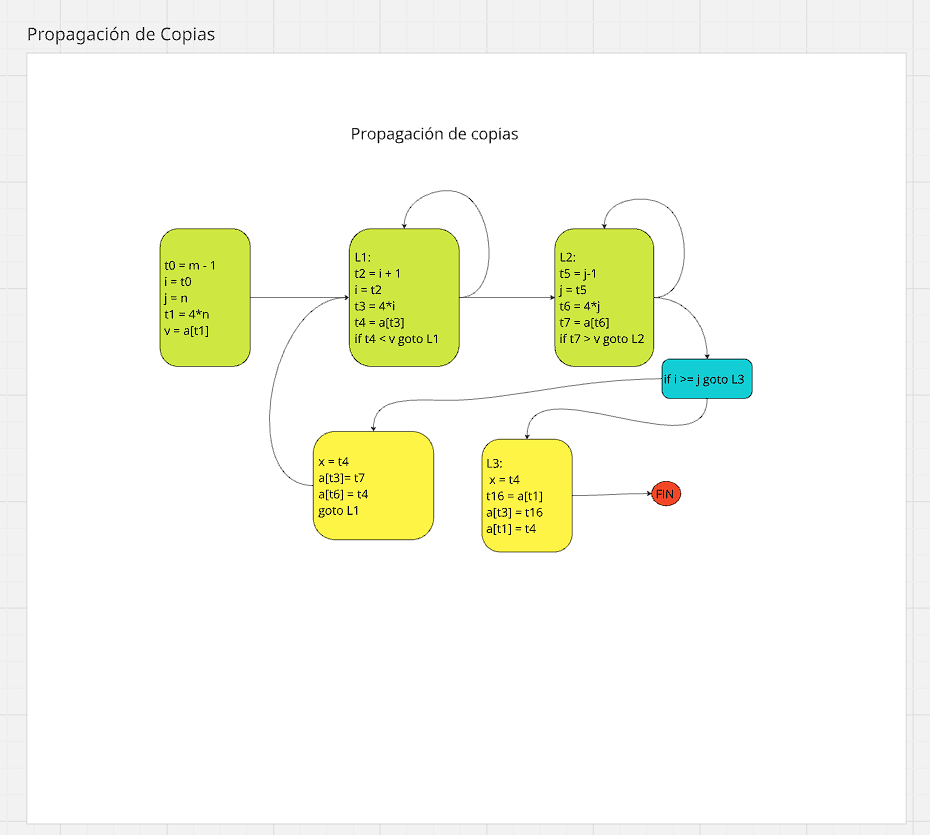 Propagación de Copias
Propagación de copias
t0 = m - 1
i = t0
j = n
t1 = 4*n
v = a[t1]
L1:
t2 = i + 1
i = t2
t3 = 4*i
t4 = a[t3]
if t4 < v goto L1
L2:
t5 = j-1
j = t5
t6 = 4*j
t7 = a[t6]
if t7 > v goto L2
if i >= j goto L3
x = t4
a[t3]= t7
a[t6] = t4
goto L1
L3:
x = t4
t16 = a[t1]
a[t3] = t16
a[t1] = t4
FIN